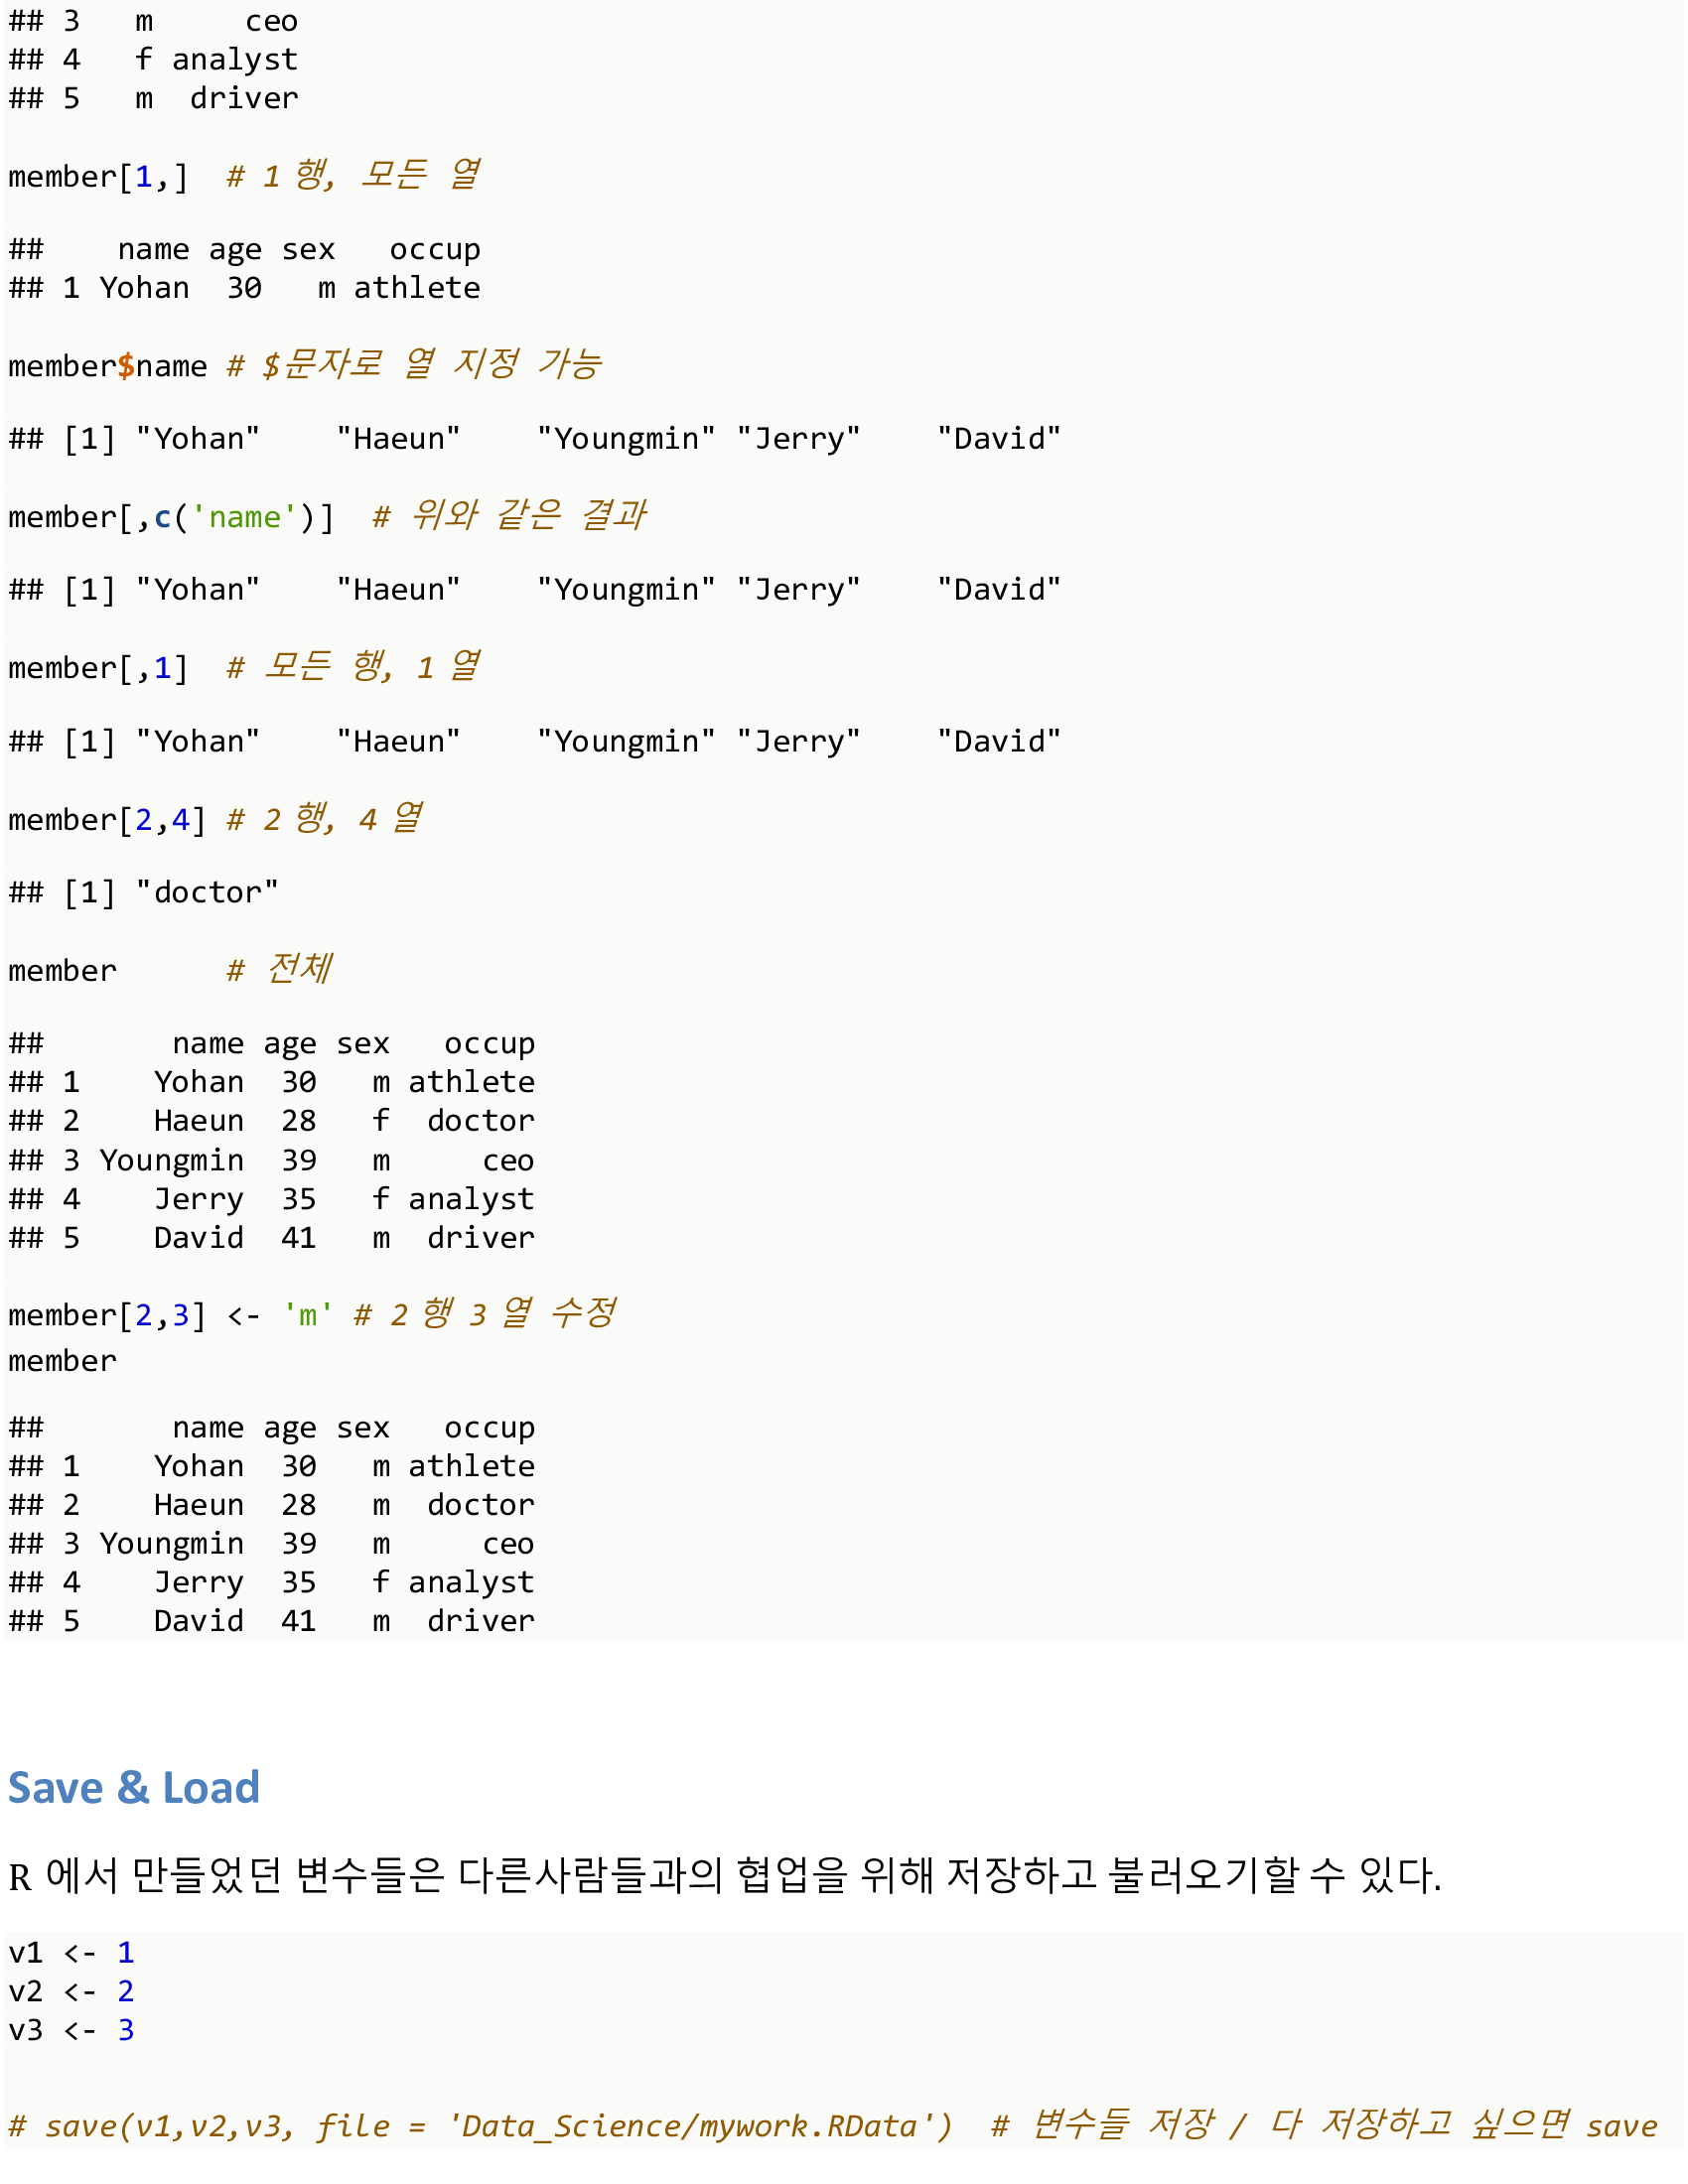 ## 3   m     ceo
## 4   f analyst
## 5   m  driver
member[1,]  # 1 행, 모든 열
##    name age sex   occup
## 1 Yohan  30   m athlete
member$name # $문자로 열 지정 가능
## [1] "Yohan"    "Haeun"    "Youngmin" "Jerry"    "David"
member[,c('name')]  # 위와 같은 결과
## [1] "Yohan"    "Haeun"    "Youngmin" "Jerry"    "David"
member[,1]  # 모든 행, 1 열
## [1] "Yohan"    "Haeun"    "Youngmin" "Jerry"    "David"
member[2,4] # 2 행, 4 열
## [1] "doctor"
member      # 전체
##       name age sex   occup
## 1    Yohan  30   m athlete
## 2    Haeun  28   f  doctor
## 3 Youngmin  39   m     ceo
## 4    Jerry  35   f analyst
## 5    David  41   m  driver
member[2,3] <- 'm' # 2 행 3 열 수정
member
##       name age sex   occup
## 1    Yohan  30   m athlete
## 2    Haeun  28   m  doctor
## 3 Youngmin  39   m     ceo
## 4    Jerry  35   f analyst
## 5    David  41   m  driver
Save & Load
R 에서 만들었던 변수들은 다른사람들과의 협업을 위해 저장하고 불러오기할 수 있다.
v1 <- 1
v2 <- 2
v3 <- 3
# save(v1,v2,v3, file = 'Data_Science/mywork.RData')  # 변수들 저장 / 다 저장하고 싶으면 save